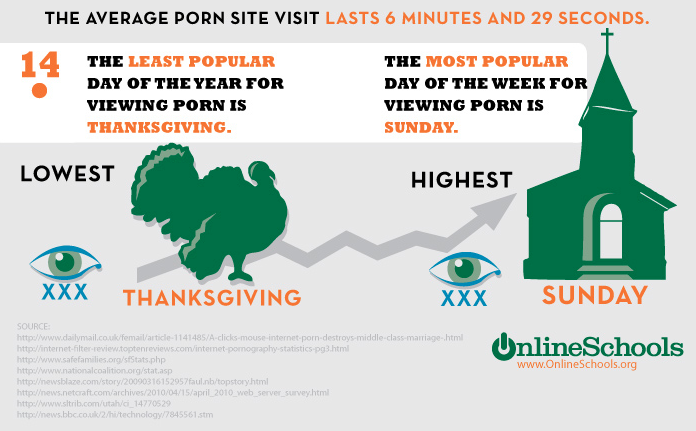 THE AVERAGE PORN SITE VISIT LASTS 6 MINUTES AND 29 SECONDS.
14
THE LEAST POPULAR
DAY OF THE YEAR FOR
VIEWING PORN IS
THANKSGIVING.
THE MOST POPULAR
DAY OF THE WEEK FOR
VIEWING PORN IS
SUNDAY.
LOWEST
HIGHEST
XXX
THANKSGIVING
XXX
SUNDAY
SOURCE:
http://www.dailymail.co.uk/femail/article-1141485/A-clicks-mouse-internet-porn-destroys-middle-class-marriage-.html
http://internet-filter-review.toptenreviews.com/internet-pornography-statistics-pg3.html
http://www.safefamilies.org/sfStats.php
http://www.nationalcoalition.org/stat.asp
http://newsblaze.com/story/20090316152957faul.nb/topstory.html
http://news.netcraft.com/archives/2010/04/15/april_2010_web_server_survey.html
http://www.sltrib.com/utah/ci_14770529
http://news.bbc.co.uk/2/hi/technology/7845561.stm
OnlineSchools
www.OnlineSchools.org